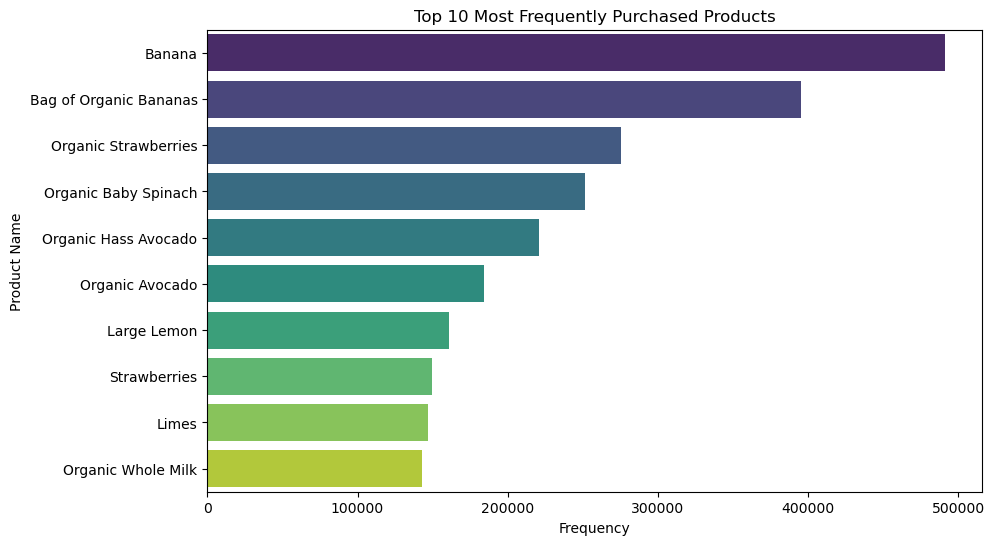 Top 10 Most Frequently Purchased Products
Product Name
Banana
Bag of Organic Bananas
Organic Strawberries
Organic Baby Spinach
Organic Hass Avocado
Organic Avocado
Large Lemon
Strawberries
Limes
Organic Whole Milk
0 100000 200000 300000 400000 500000
Frequency